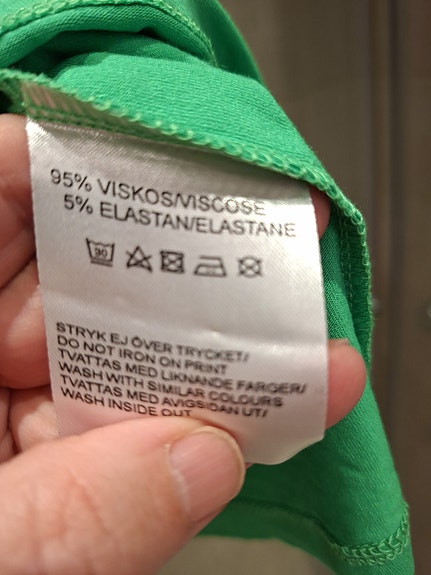 95% VISKOS/VISCOSE
5% ELASTAN/ELASTANE
30
STRYK EJ ÖVER TRYCKET/
DO NOT IRON ON PRINT
TVATTAS MED LIKNANDE FARGER/
WASH WITH SIMILAR COLOURS
TVATTAS MED AVIGSIDAN UT/
WASH INSIDE OUT